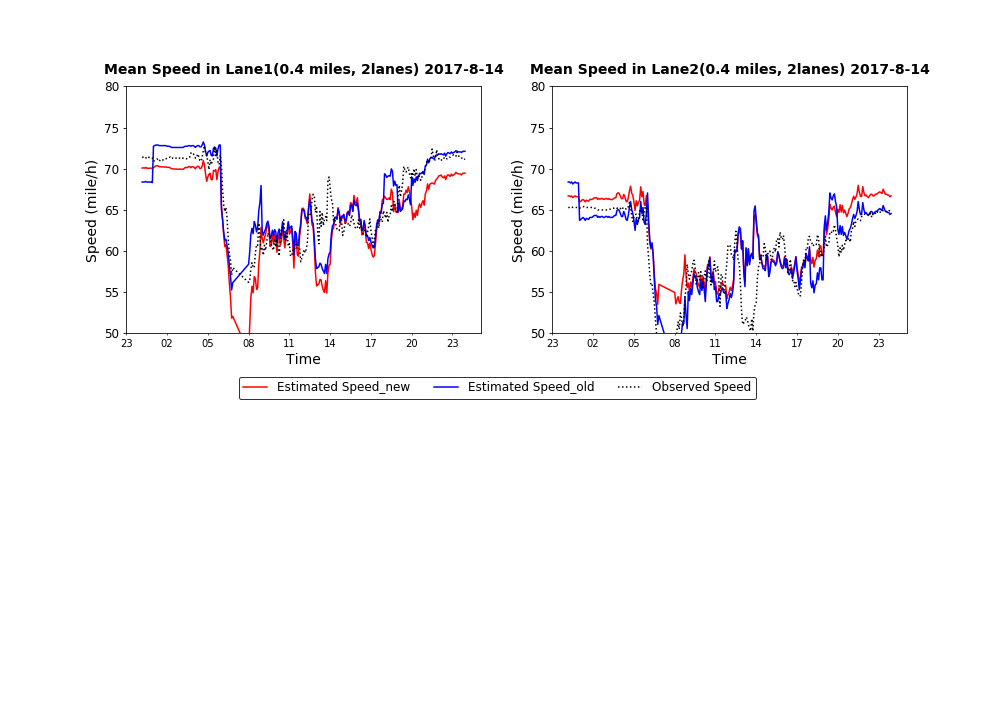 Mean Speed in Lane1(0.4 miles, 2lanes) 2017-8-14
80
75
70
65
60
55
50
Speed (mile/h)
23 02 05 08 11 14 17 20 23
Time
Mean Speed in Lane2(0.4 miles, 2lanes) 2017-8-14
80
75
70
65
60
55
50
Speed (mile/h)
23 02 05 08 11 14 17 20 23
Time
Estimated Speed_new Estimated Speed_old Observed Speed